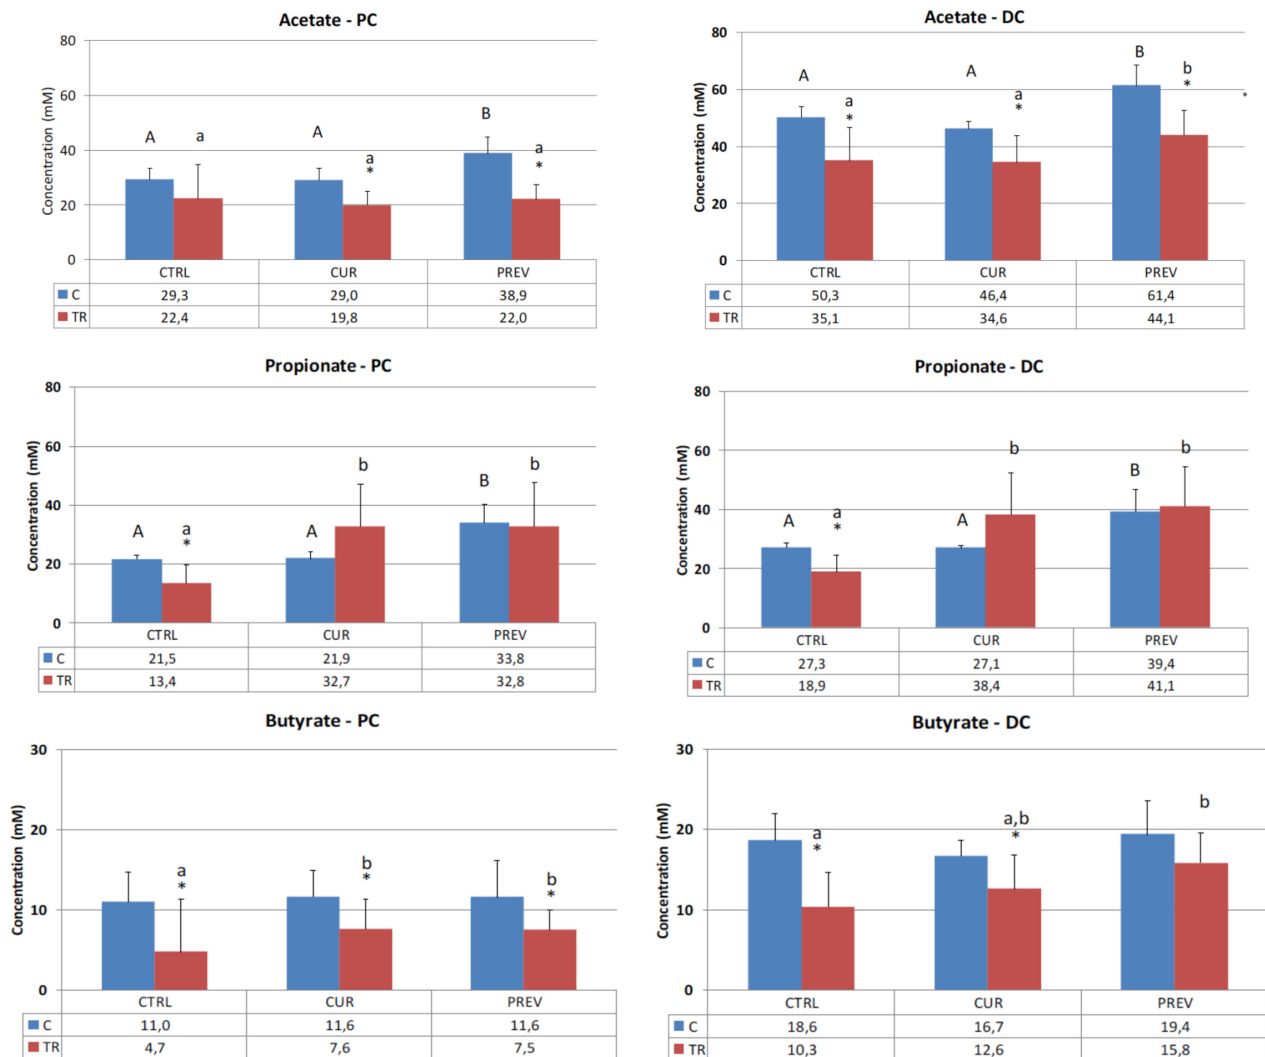 Acetate - PC
Concentration (mM)
80
60
40
20
0
A
a
A
a
*
B
a
*
CTRL CUR PREV
C 29,3 29,0 38,9
TR 22,4 19,8 22,0
Acetate - DC
Concentration (mM)
80
60
40
20
0
A
a
*
A
a
*
B
b
*
*
CTRL CUR PREV
C 50,3 46,4 61,4
TR 35,1 34,6 44,1
Propionate - PC
Concentration (mM)
80
60
40
20
0
A
a
*
A
b
B
b
CTRL CUR PREV
C 21,5 21,9 33,8
TR 13,4 32,7 32,8
Propionate - DC
Concentration (mM)
80
60
40
20
0
A
a
*
A
b
B
b
CTRL CUR PREV
C 27,3 27,1 39,4
TR 18,9 38,4 41,1
Butyrate - PC
Concentration (mM)
30
20
10
0
a
*
b
*
b
*
CTRL CUR PREV
C 11,0 11,6 11,6
TR 4,7 7,6 7,5
Butyrate - DC
Concentration (mM)
30
20
10
0
a
*
a,b
*
b
CTRL CUR PREV
C 18,6 16,7 19,4
TR 10,3 12,6 15,8